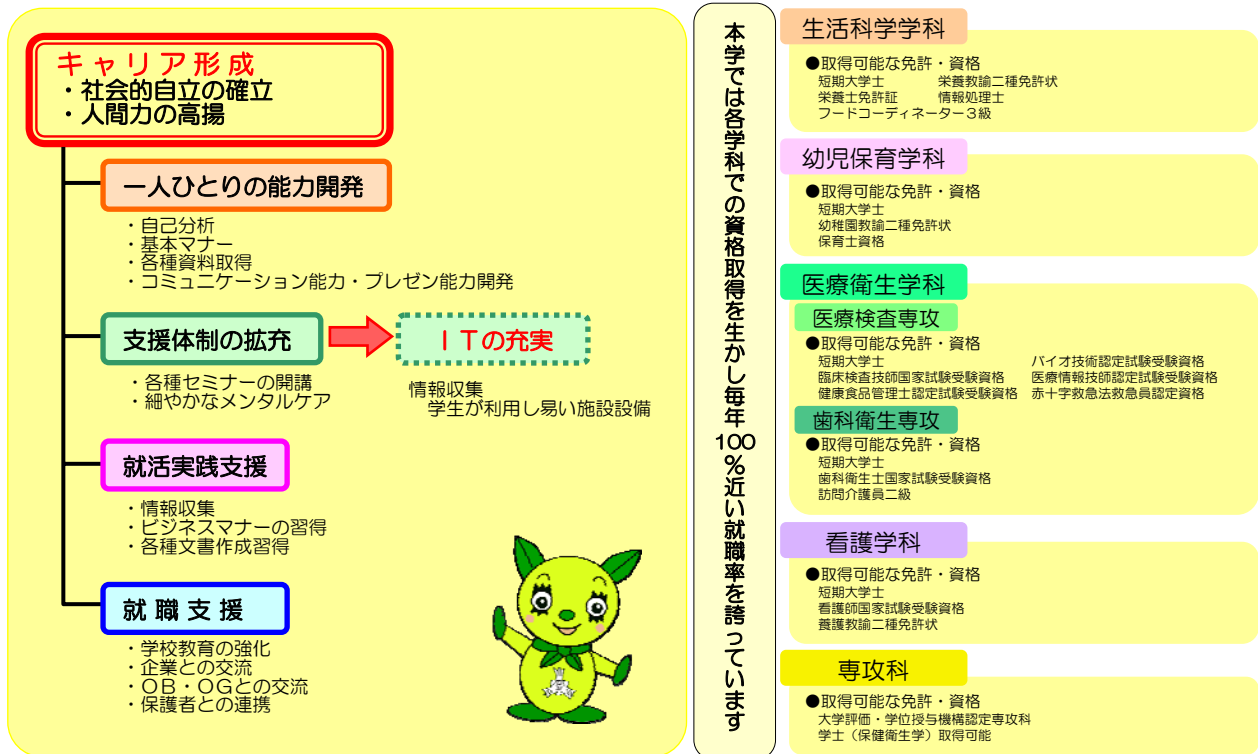 キャリア形成
・社会的自立の確立
・人間力の高揚
一人ひとりの能力開発
・自己分析
・基本マナー
・各種資料取得
・コミュニケーション能力・プレゼン能力開発
支援体制の拡充
ＩＴの充実
・各種セミナーの開講
・細やかなメンタルケア
情報収集
学生が利用し易い施設設備
就活実践支援
・情報収集
・ビジネスマナーの習得
・各種文書作成習得
就職支援
・学校教育の強化
・企業との交流
・ＯＢ・ＯＧとの交流
・保護者との連携
本学では各学科での資格取得を生かし毎年100％近い就職率を誇っています
生活科学学科
●取得可能な免許・資格
短期大学士 栄養教諭二種免許状
栄養士免許証 情報処理士
フードコーディネーター３級
幼児保育学科
●取得可能な免許・資格
短期大学士
幼稚園教諭二種免許状
保育士資格
医療衛生学科
医療検査専攻
●取得可能な免許・資格
短期大学士 バイオ技術認定試験受験資格
臨床検査技師国家試験受験資格 医療情報技師認定試験受験資格
健康食品管理士認定試験受験資格 赤十字救急法救急員認定資格
歯科衛生専攻
●取得可能な免許・資格
短期大学士
歯科衛生士国家試験受験資格
訪問介護員二級
看護学科
●取得可能な免許・資格
短期大学士
看護師国家試験受験資格
養護教諭二種免許状
専攻科
●取得可能な免許・資格
大学評価・学位授与機構認定専攻科
学士（保健衛生学）取得可能